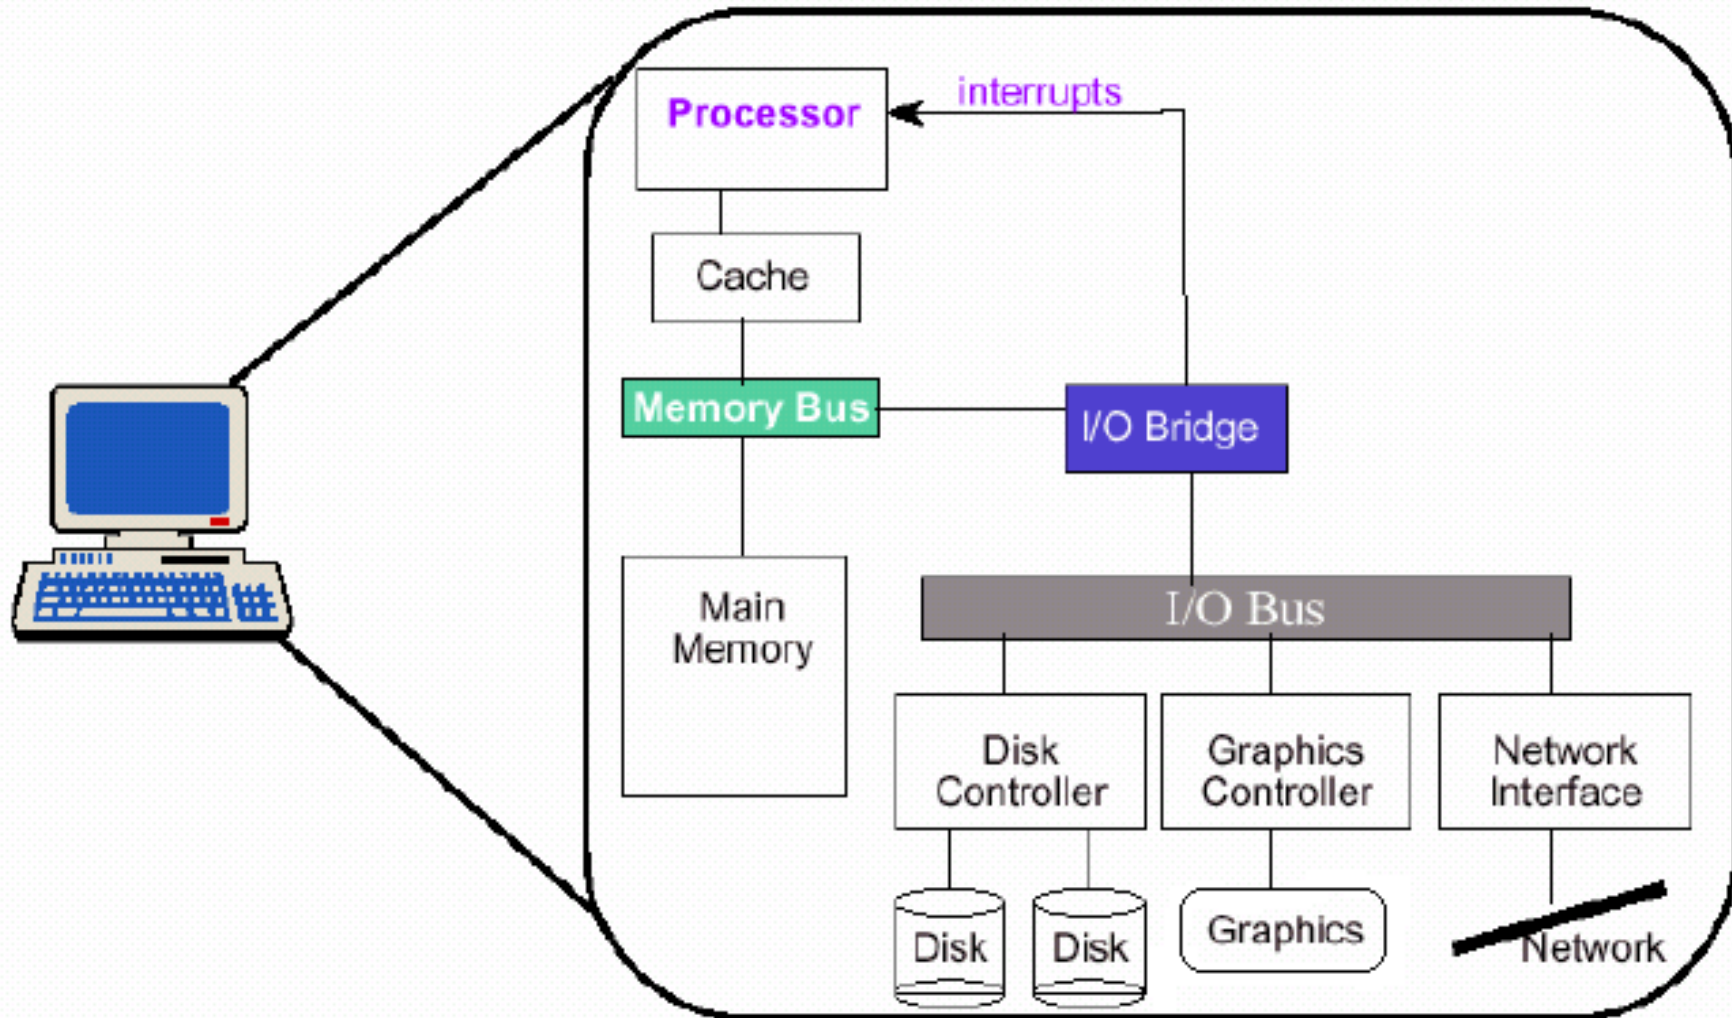 Processor
interrupts
Cache
Memory Bus
I/O Bridge
Main
Memory
I/O Bus
Disk
Controller
Graphics
Controller
Network
Interface
Disk
Disk
Graphics
Network